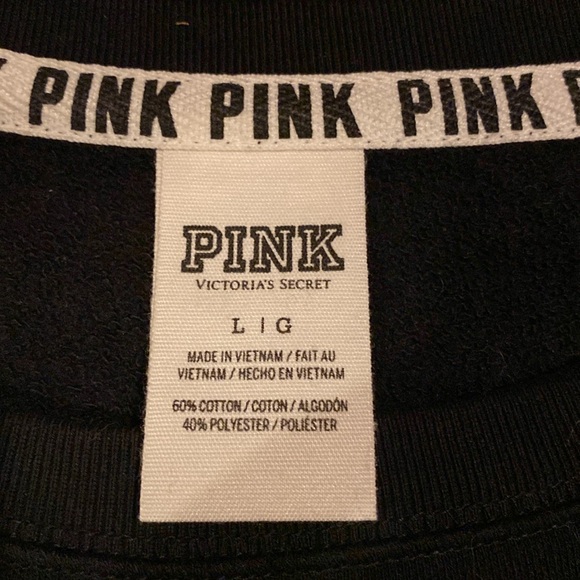 PINK PINK PINK
PINK
VICTORIA'S SECRET
L | G
MADE IN VIETNAM / FAIT AU
VIETNAM / HECHO EN VIETNAM
60% COTTON / COTON / ALGODÓN
40% POLYESTER / POLIÉSTER